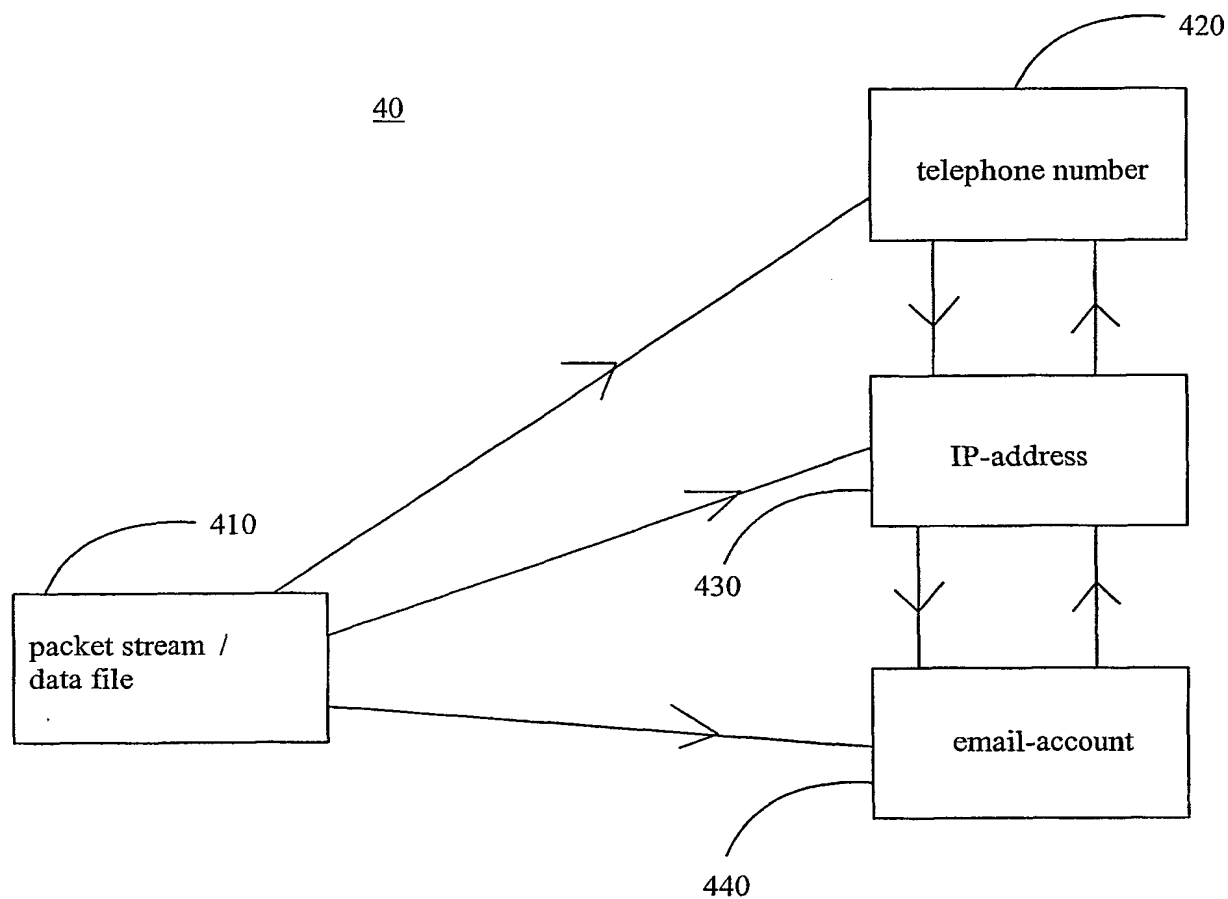 420
40
telephone number
IP-address
410
430
packet stream /
data file
email-account
440